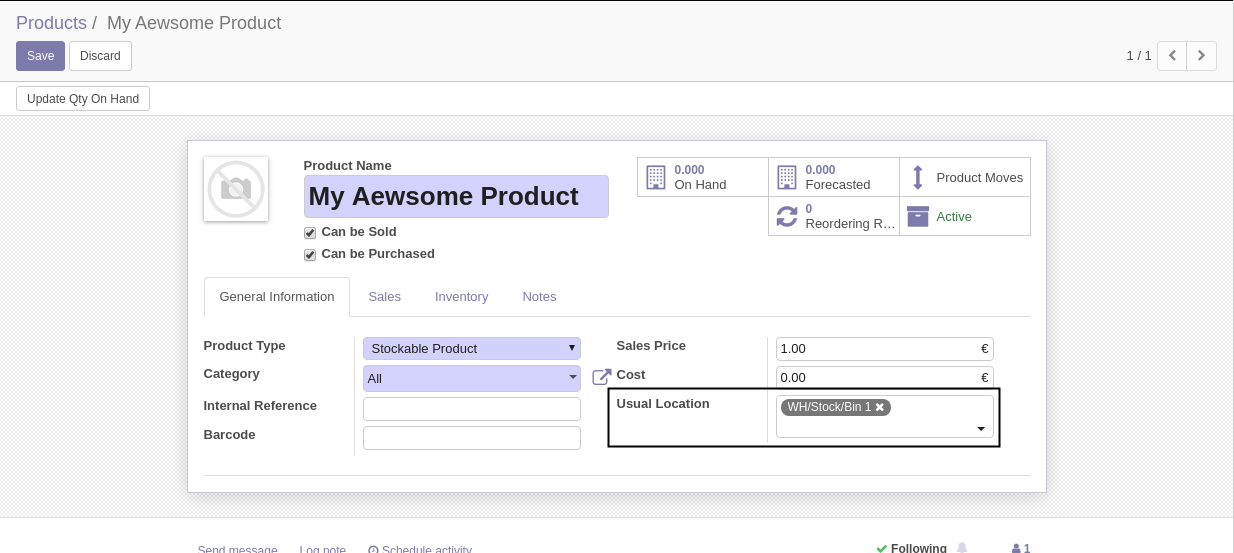 Products / My Aewsome Product
Save Discard 1 / 1
Update Qty On Hand
Product Name
My Aewsome Product
Can be Sold
Can be Purchased
0.000
On Hand
0.000
Forecasted
Product Moves
0
Reordering R...
Active
General Information Sales Inventory Notes
Product Type Stockable Product
Category All
Internal Reference
Barcode
Sales Price 1.00 €
Cost 0.00 €
Usual Location WH/Stock/Bin 1
Send message Log note Schedule activity Following 1